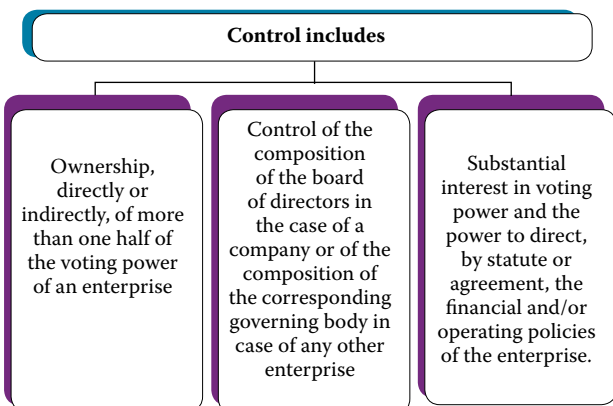 Control includes
Ownership,
directly or
indirectly, of more
than one half of
the voting power
of an enterprise
Control of the
composition
of the board
of directors in
the case of a
company or of the
composition of
the corresponding
governing body in
case of any other
enterprise
Substantial
interest in voting
power and the
power to direct,
by statute or
agreement, the
financial and/or
operating policies
of the enterprise.